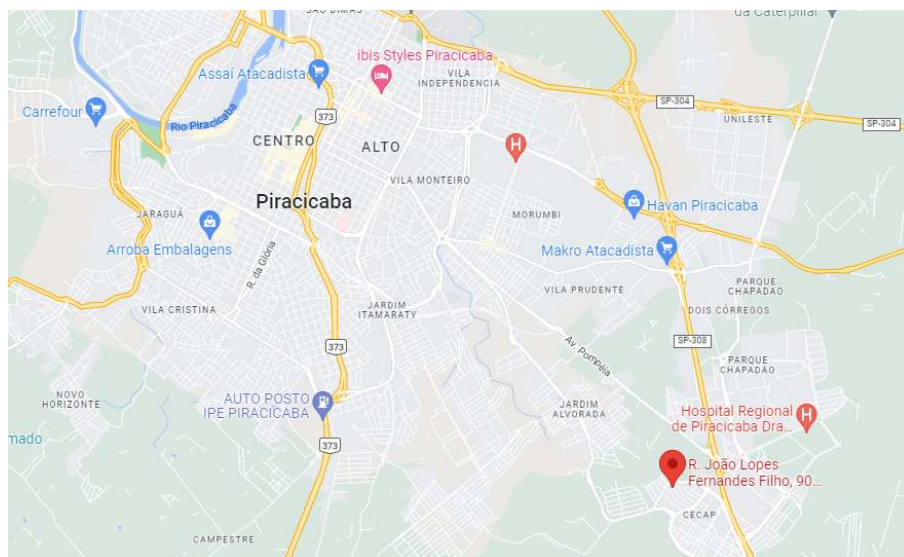 SÃO DIMAS
da Caterpillar
ibis Styles Piracicaba
Assaí Atacadista
VILA
INDEPENDENCIA
Carrefour
373
SP-304
UNILESTE
SP-304
Rio Piracicaba
CENTRO
ALTO
H
VILA MONTEIRO
Piracicaba
Havan Piracicaba
MORUMBI
JARAGUÁ
Arroba Embalagens
Makro Atacadista
R. da Glória
VILA PRUDENTE
PARQUE
CHAPADAO
VILA CRISTINA
JARDIM
ITAMARATY
DOIS CÓRREGOS
373
SP-308
Av. Pompéia
PARQUE
CHAPADAO
NOVO
HORIZONTE
AUTO POSTO
IPE PIRACICABA
JARDIM
ALVORADA
Hospital Regional
de Piracicaba Dra...
H
mado
373
R. João Lopes
Fernandes Filho, 90...
CECAP
CAMPESTRE